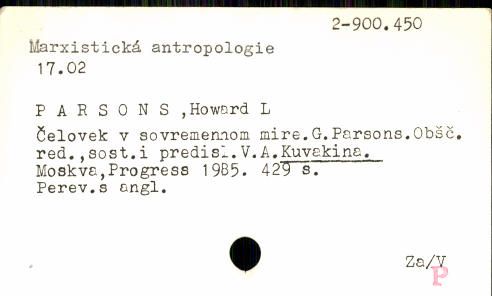 2-900.450
Marxistická antropologie
17.02
P A R S O N S ,Howard L
Čelovek v sovremennom mire.G.Parsons.Obšč.
red.,sost.i predisl.V.A.Kuvakina.
Moskva,Progress 1985. 429 s.
Perev.s angl.
Za/V
P